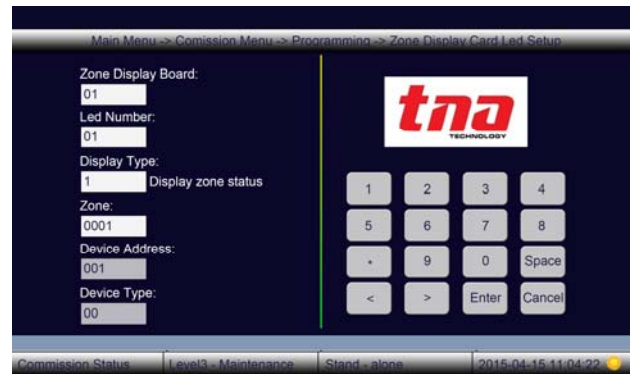 Main Menu -> Comission Menu -> Programming -> Zone Display Card Led Setup
Zone Display Board:
01
Led Number:
01
Display Type:
1 Display zone status
Zone:
0001
Device Address:
001
Device Type:
00
tna
TECHNOLOGY
1 2 3 4
5 6 7 8
* 9 0 Space
< > Enter Cancel
Commission Status Level3 - Maintenance Stand - alone 2015-04-15 11:04:22